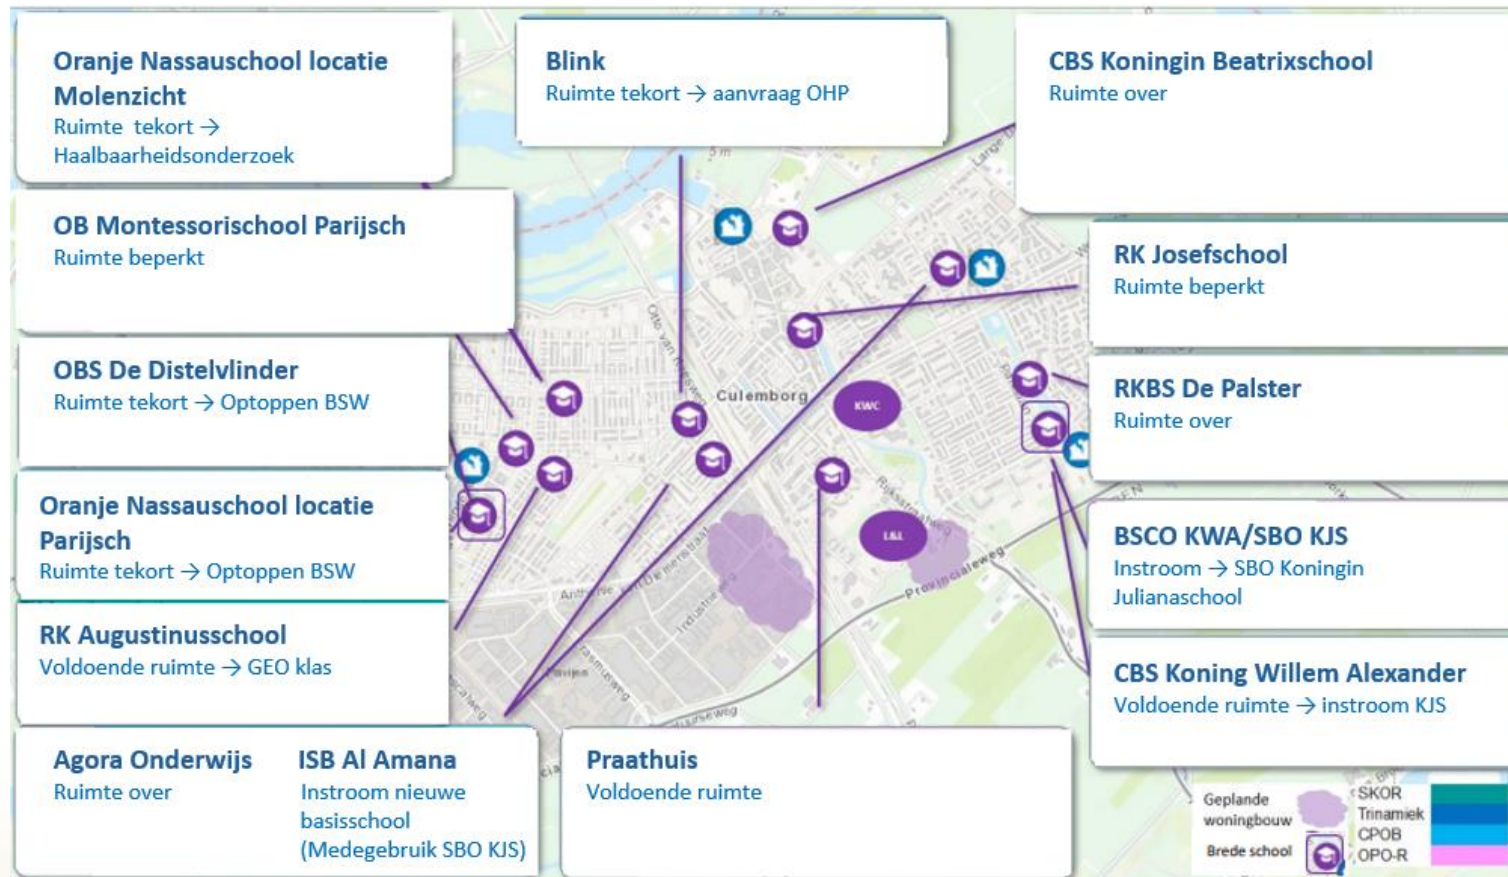 Oranje Nassauschool locatie
Molenzicht
Ruimte tekort →
Haalbaarheidsonderzoek
Blink
Ruimte tekort → aanvraag OHP
CBS Koningin Beatrixschool
Ruimte over
OB Montessorischool Parijsch
Ruimte beperkt
RK Josefschool
Ruimte beperkt
OBS De Distelvlinder
Ruimte tekort → Optoppen BSW
RKBS De Palster
Ruimte over
Oranje Nassauschool locatie
Parijsch
Ruimte tekort → Optoppen BSW
BSCO KWA/SBO KJS
Instroom → SBO Koningin
Julianaschool
RK Augustinusschool
Voldoende ruimte → GEO klas
CBS Koning Willem Alexander
Voldoende ruimte → instroom KJS
Agora Onderwijs
Ruimte over
ISB Al Amana
Instroom nieuwe
basisschool
(Medegebruik SBO KJS)
Praathuis
Voldoende ruimte
5 m
Culemborg
KWC
L&L
Rijksstraatweg
Provincialeweg
Pavijen
Geplande
woningbouw
Brede school
SKOR
Trinamiek
CPOB
OPO-R